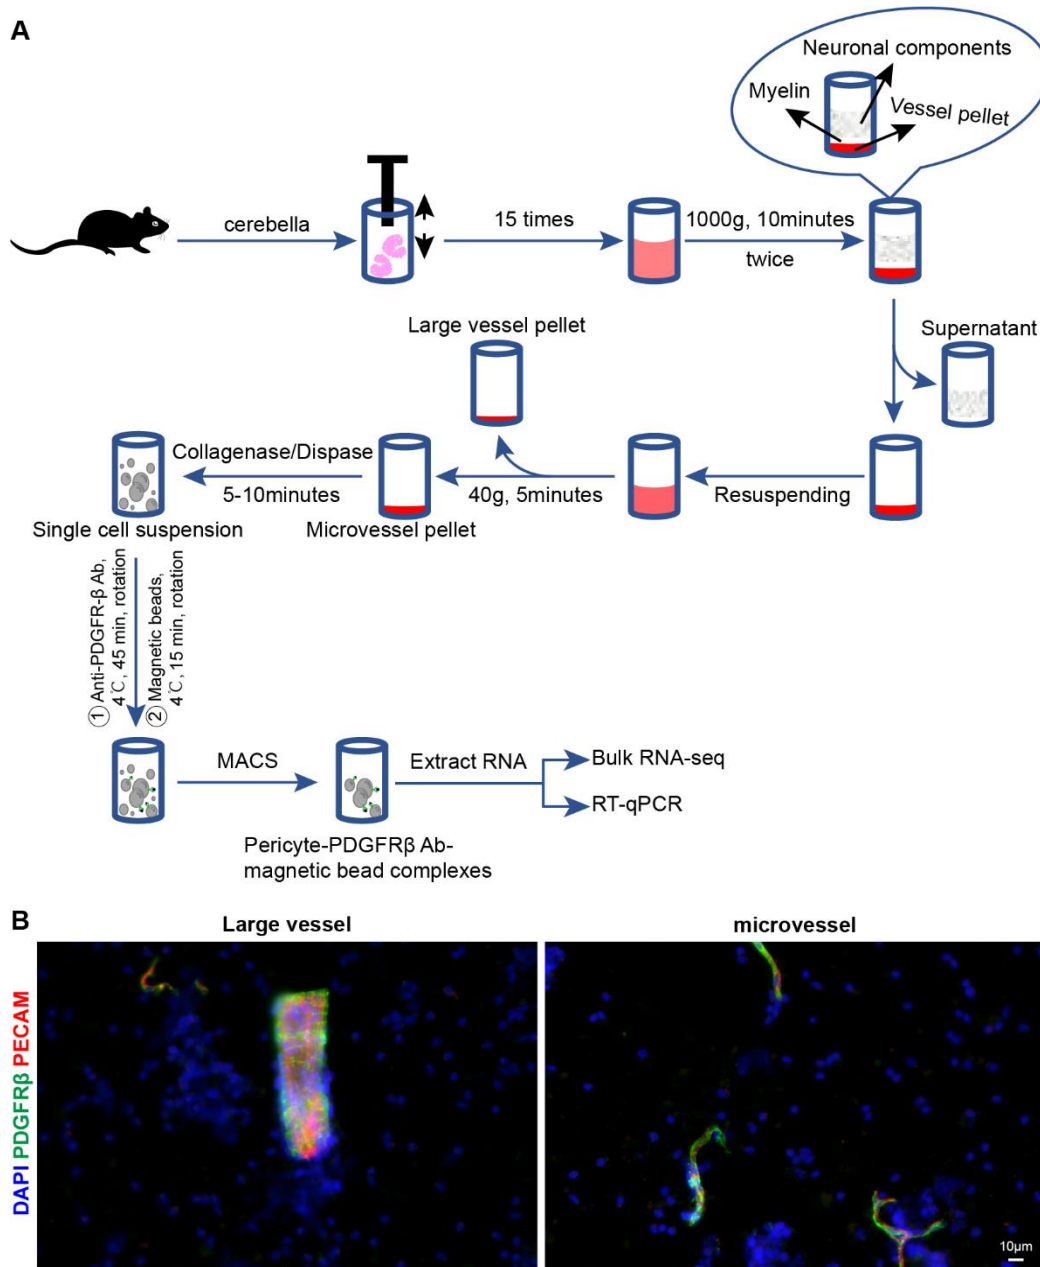 A
Neuronal components
Myelin
Vessel pellet
cerebella
15 times
1000g, 10minutes
twice
Large vessel pellet
Supernatant
Collagenase/Dispase
5-10minutes
40g, 5minutes
Resuspending
Single cell suspension
Microvessel pellet
① Anti-PDGFR-β Ab,
4℃, 45 min, rotation
② Magnetic beads,
4℃, 15 min, rotation
MACS
Extract RNA
Bulk RNA-seq
RT-qPCR
Pericyte-PDGFRβ Ab-
magnetic bead complexes
B
Large vessel
microvessel
DAPI PDGFRβ PECAM
10μm